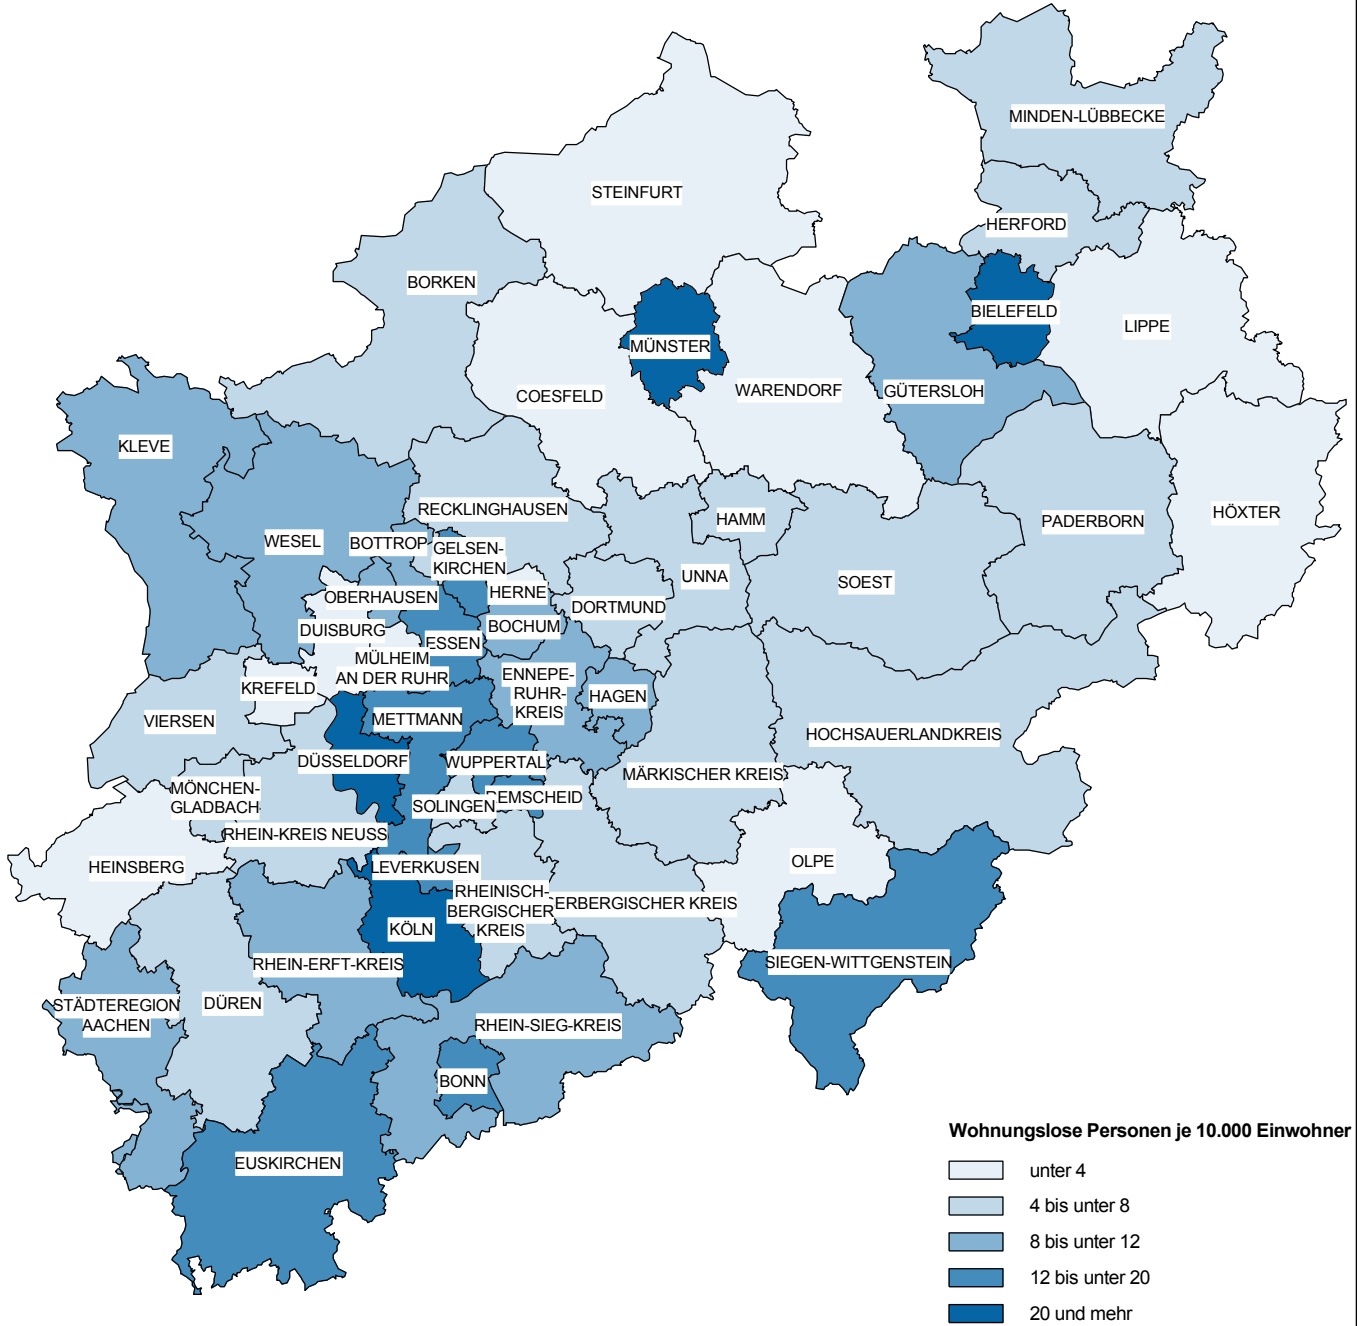 MINDEN-LÜBBECKE
STEINFURT
HERFORD
BORKEN
BIELEFELD
LIPPE
MÜNSTER
COESFELD
WARENDORF
GÜTERSLOH
KLEVE
RECKLINGHAUSEN
HAMM
PADERBORN
HÖXTER
WESEL
BOTTROP
GELSEN-
KIRCHEN
UNNA
SOEST
OBERHAUSEN
HERNE
DORTMUND
DUISBURG
ESSEN
BOCHUM
MÜLHEIM
AN DER RUHR
KREFELD
ENNEPE-
RUHR-
KREIS
HAGEN
VIERSEN
METTMANN
HOCHSAUERLANDKREIS
DÜSSELDORF
WUPPERTAL
MÄRKISCHER KREIS
MÖNCHEN-
GLADBACH
SOLINGEN
REMSCHEID
RHEIN-KREIS NEUSS
HEINSBERG
LEVERKUSEN
OLPE
RHEINISCH-
BERGISCHER
KREIS
ERBERGISCHER KREIS
KÖLN
RHEIN-ERFT-KREIS
SIEGEN-WITTGENSTEIN
STÄDTEREGION
AACHEN
DÜREN
RHEIN-SIEG-KREIS
BONN
EUSKIRCHEN
Wohnungslose Personen je 10.000 Einwohner
unter 4
4 bis unter 8
8 bis unter 12
12 bis unter 20
20 und mehr